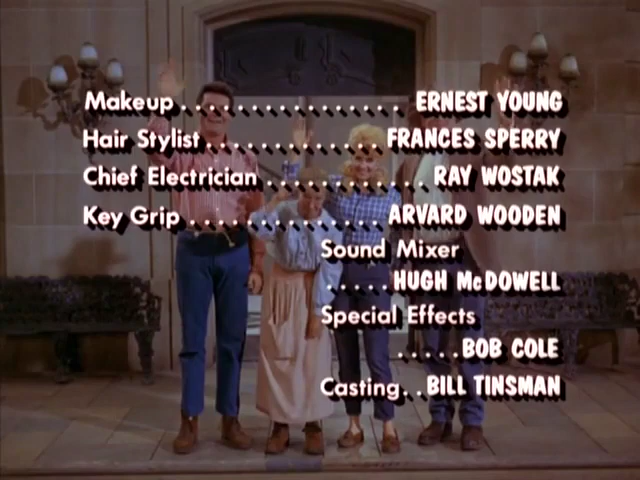 Makeup................ERNEST YOUNG
Hair Stylist.............FRANCES SPERRY
Chief Electrician............RAY WOSTAK
Key Grip..............ARVARD WOODEN
Sound Mixer
.....HUGH McDOWELL
Special Effects
.....BOB COLE
Casting..BILL TINSMAN